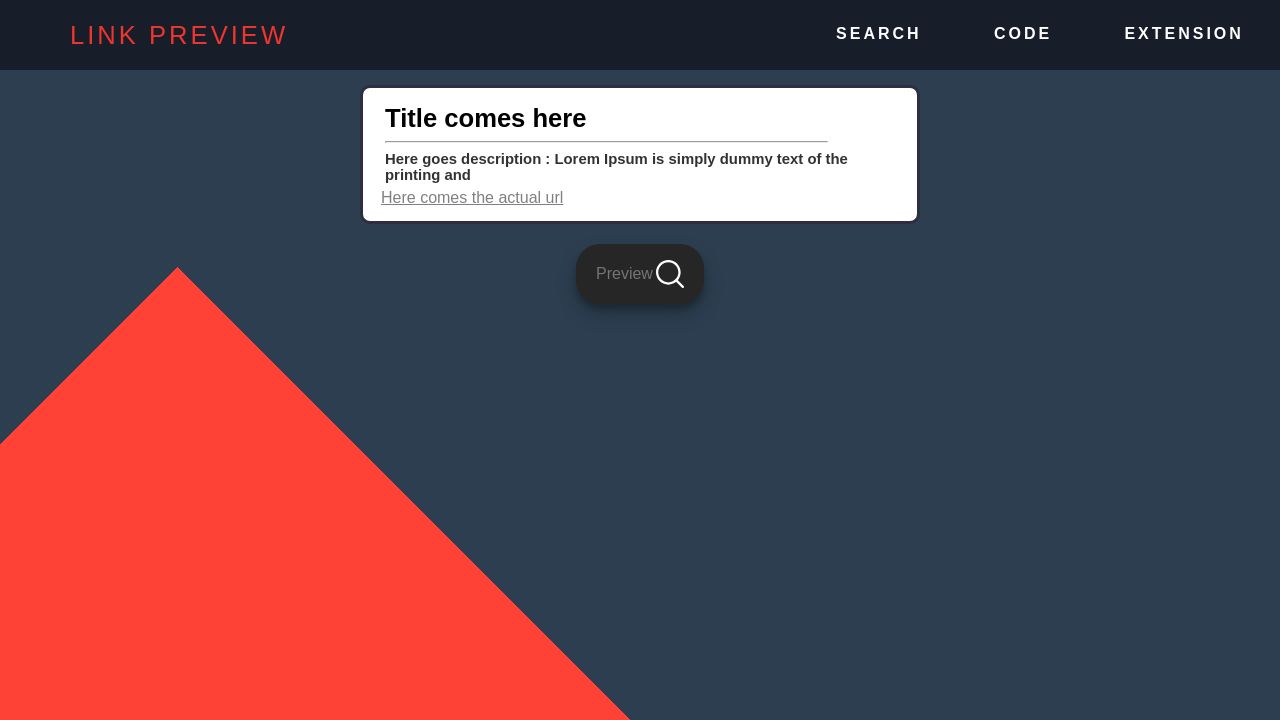 LINK PREVIEW
SEARCH CODE EXTENSION
Title comes here
Here goes description : Lorem Ipsum is simply dummy text of the
printing and
Here comes the actual url
Preview